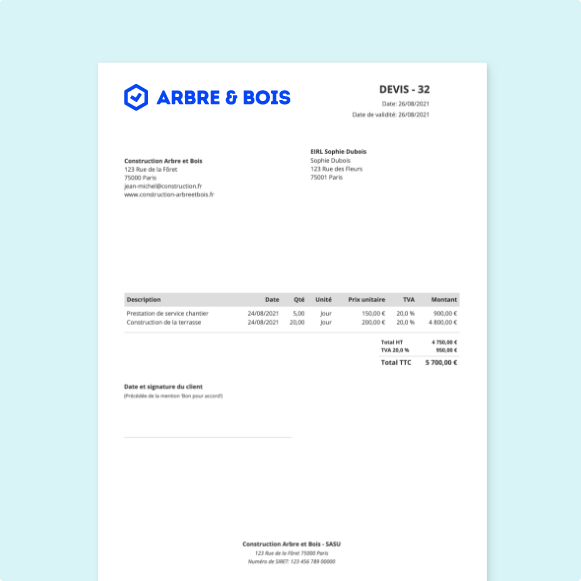 ARBRE & BOIS
DEVIS - 32
Date: 26/08/2021
Date de validité: 26/08/2021
Construction Arbre et Bois
123 Rue de la Fôret
75000 Paris
jean-michel@construction.fr
www.construction-arbreetbois.fr
EIRL Sophie Dubois
Sophie Dubois
123 Rue des Fleurs
75001 Paris
Description Date Qté Unité Prix unitaire TVA Montant
Prestation de service chantier 24/08/2021 5,00 Jour 150,00 € 20,0 % 900,00 €
Construction de la terrasse 24/08/2021 20,00 Jour 200,00 € 20,0 % 4 800,00 €
Total HT 4 750,00 €
TVA 20,0 % 950,00 €
Total TTC 5 700,00 €
Date et signature du client
(Précédée de la mention 'Bon pour accord')
Construction Arbre et Bois - SASU
123 Rue de la Fôret 75000 Paris
Numéro de SIRET: 123 456 789 00000